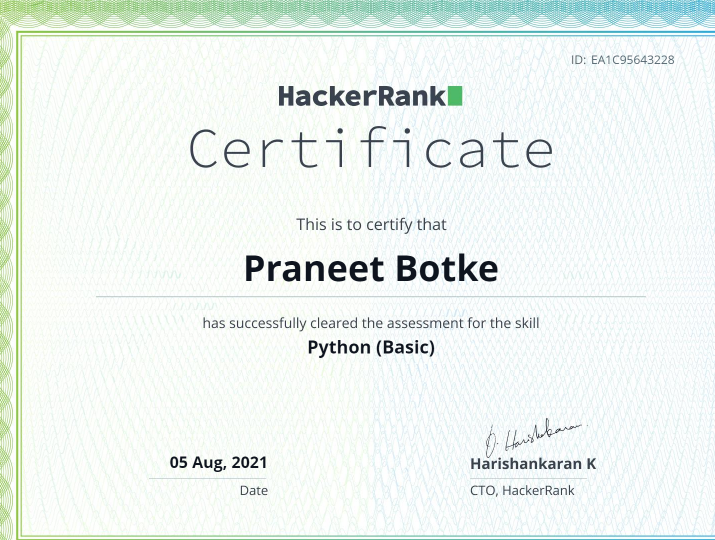 ID: EA1C95643228
HackerRank
Certificate
This is to certify that
Praneet Botke
has successfully cleared the assessment for the skill
Python (Basic)
D. Harishankaran.
05 Aug, 2021
Harishankaran K
Date
CTO, HackerRank